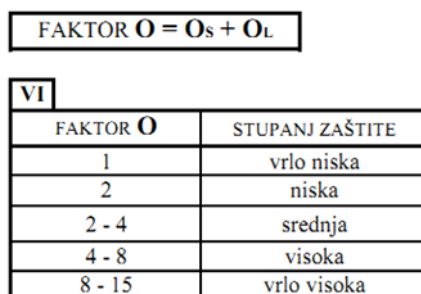 FAKTOR O = Os + OL
VI
FAKTOR O STUPANJ ZAŠTITE
1 vrlo niska
2 niska
2 - 4 srednja
4 - 8 visoka
8 - 15 vrlo visoka